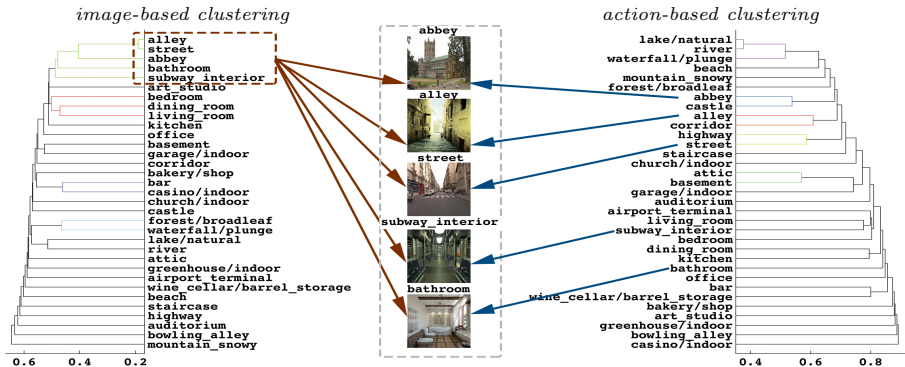 image-based clustering
alley
street
abbey
bathroom
subway_interior
art_studio
bedroom
dining_room
living_room
kitchen
office
basement
garage/indoor
corridor
bakery/shop
bar
casino/indoor
church/indoor
castle
forest/broadleaf
waterfall/plunge
lake/natural
river
attic
greenhouse/indoor
airport_terminal
wine_cellar/barrel_storage
beach
staircase
highway
auditorium
bowling_alley
mountain_snowy
0.6 0.4 0.2
abbey
alley
street
subway_interior
bathroom
action-based clustering
lake/natural
river
waterfall/plunge
beach
mountain_snowy
forest/broadleaf
abbey
castle
alley
corridor
highway
street
staircase
church/indoor
attic
basement
garage/indoor
auditorium
airport_terminal
living_room
subway_interior
bedroom
dining_room
kitchen
bathroom
office
bar
wine_cellar/barrel_storage
bakery/shop
art_studio
greenhouse/indoor
bowling_alley
casino/indoor
0.4 0.6 0.8